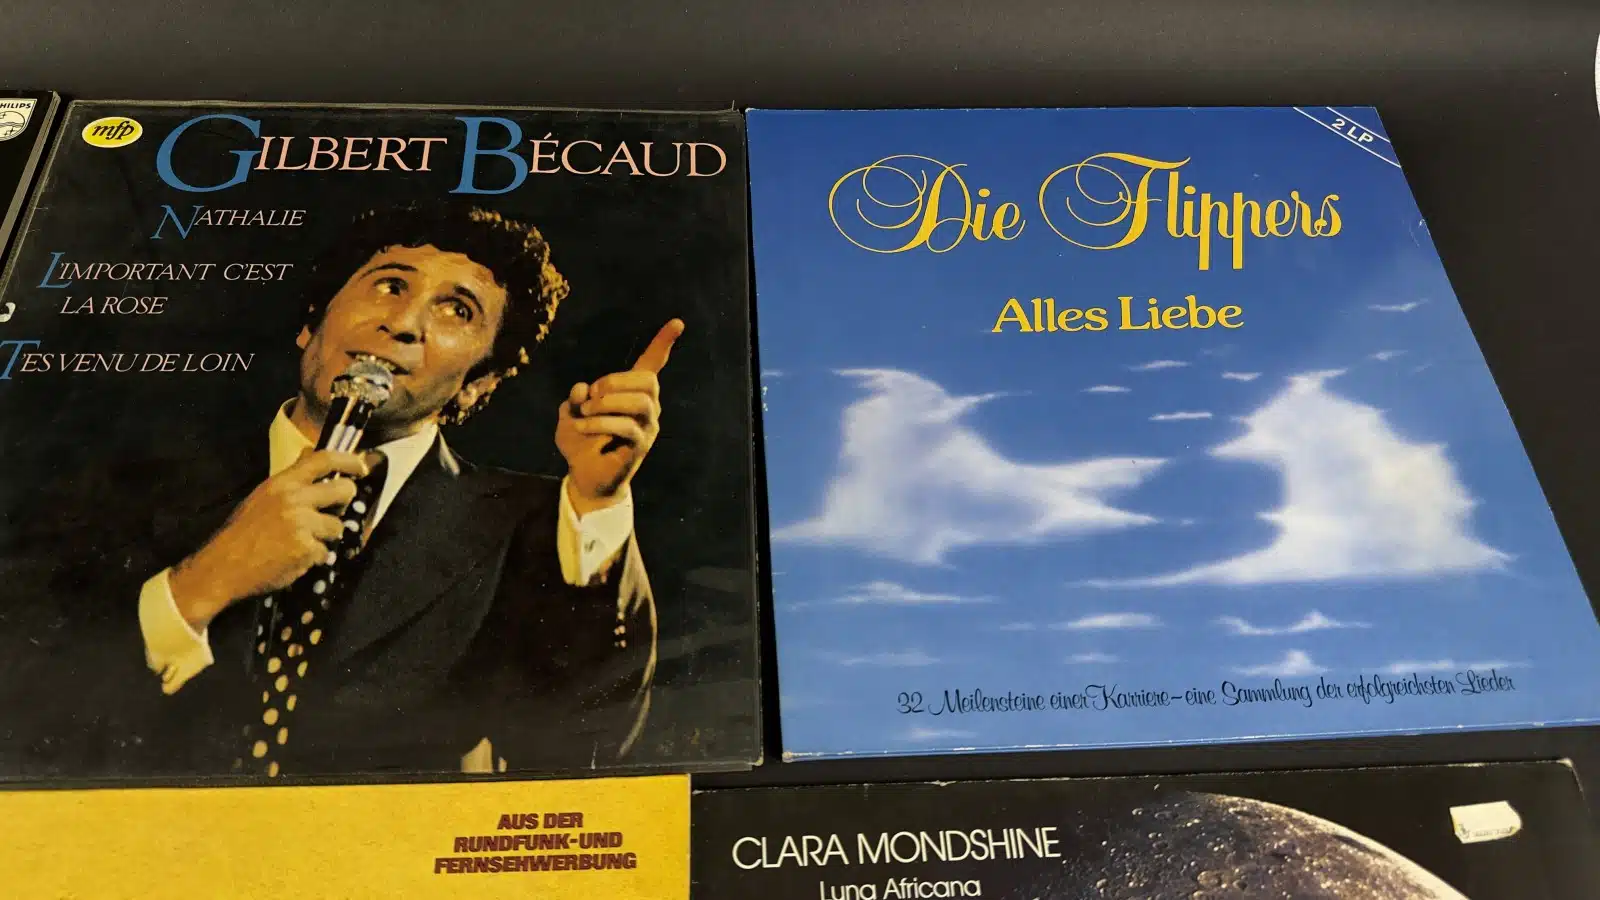 PHILIPS
mfp
GILBERT BÉCAUD
NATHALIE
L'IMPORTANT C'EST
LA ROSE
T'ES VENU DE LOIN
2 LP
Die Flippers
Alles Liebe
32 Meilensteine einer Karriere - eine Sammlung der erfolgreichsten Lieder
AUS DER
RUNDFUNK-UND
FERNSEHWERBUNG
CLARA MONDSHINE
Luna Africana